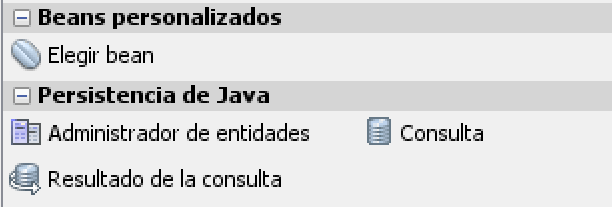 Beans personalizados
Elegir bean
Persistencia de Java
Administrador de entidades Consulta
Resultado de la consulta